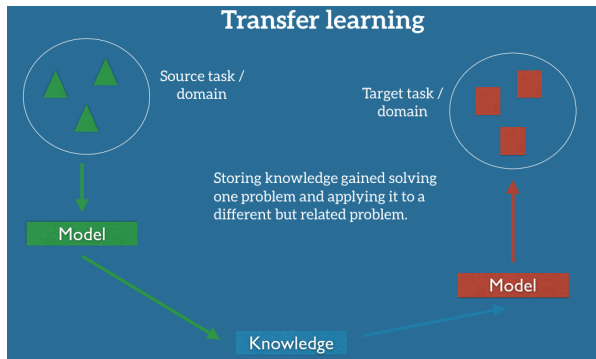 Transfer learning
Source task /
domain
Target task /
domain
Storing knowledge gained solving
one problem and applying it to a
different but related problem.
Model
Model
Knowledge